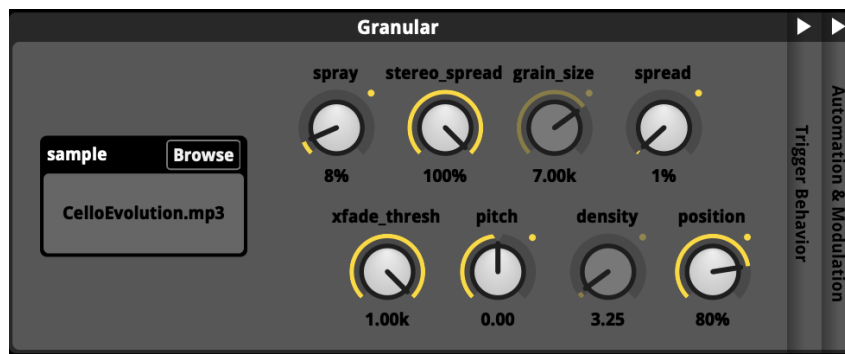 Granular
spray stereo_spread grain_size spread
8% 100% 7.00k 1%
sample Browse
CelloEvolution.mp3
xfade_thresh pitch density position
1.00k 0.00 3.25 80%
Trigger Behavior
Automation & Modulation